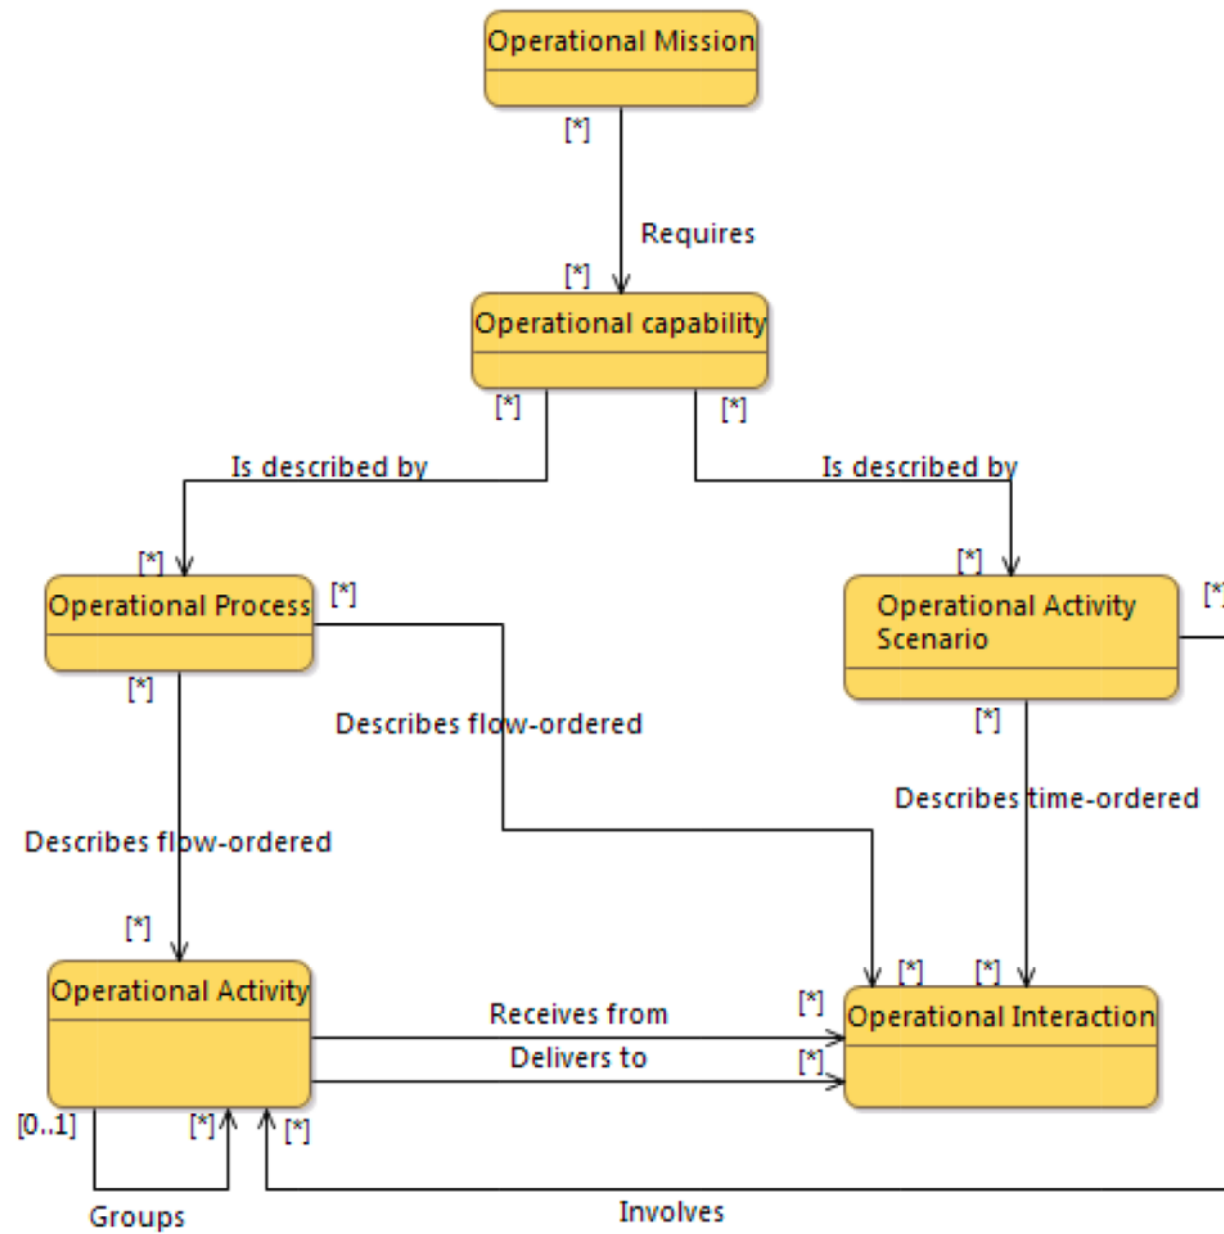 Operational Mission
[*]
Requires
[*]
Operational capability
[*]
[*]
Is described by
Is described by
[*]
[*]
Operational Process
[*]
Operational Activity
Scenario
[*]
[*]
[*]
Describes flow-ordered
Describes time-ordered
Describes flow-ordered
[*]
[*]
[*]
Operational Activity
Receives from
[*]
Operational Interaction
Delivers to
[*]
[0..1]
[*]
[*]
Groups
Involves